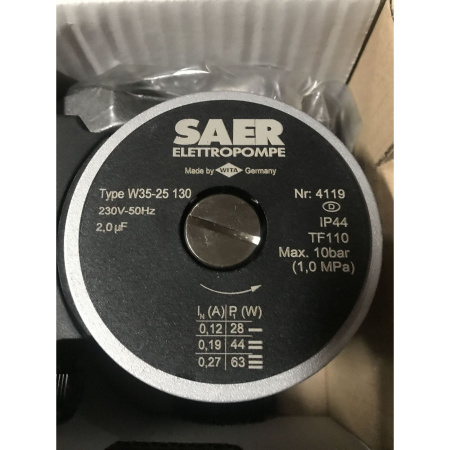 SAER
ELETTROPOMPE
Made by WITA Germany
Type W35-25 130
230V-50Hz
2,0 µF
Nr: 4119
D
IP44
TF110
Max. 10bar
(1,0 MPa)
IN (A) P1 (W)
0,12 28
0,19 44
0,27 63